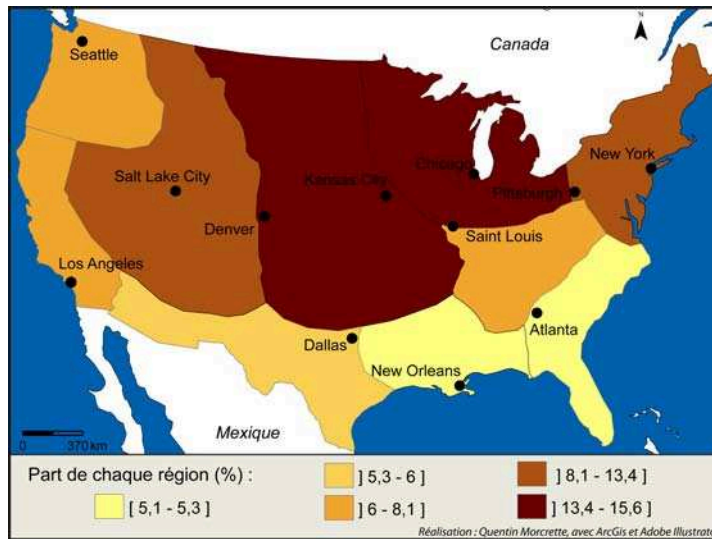 N
Canada
Seattle
Salt Lake City
Kansas City
Chicago
New York
Pittsburgh
Denver
Saint Louis
Los Angeles
Dallas
Atlanta
New Orleans
Mexique
0 370 km
Part de chaque région (%) :
[ 5,1 - 5,3 ]
] 5,3 - 6 ]
] 6 - 8,1 ]
] 8,1 - 13,4 ]
] 13,4 - 15,6 ]
Réalisation : Quentin Morcrette, avec ArcGis et Adobe Illustrat